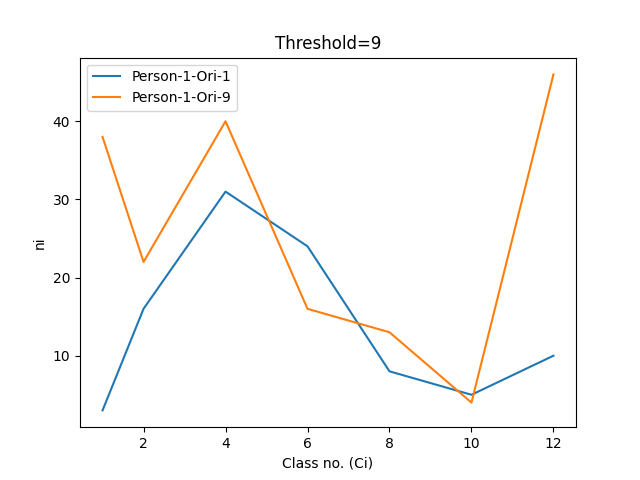 Threshold=9
Person-1-Ori-1
Person-1-Ori-9
40
30
20
10
ni
2 4 6 8 10 12
Class no. (Ci)